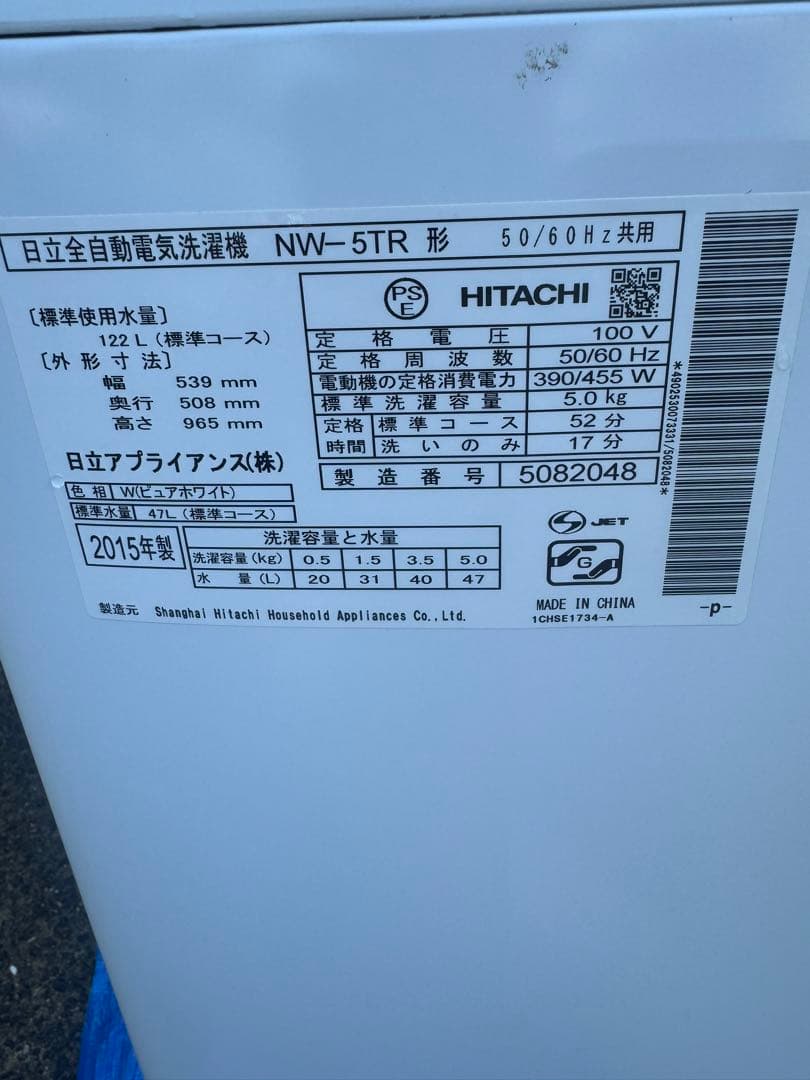 日立全自動電気洗濯機 NW-5TR 形 50/60Hz共用
〔標準使用水量〕
122 L (標準コース)
〔外形寸法〕
幅 539 mm
奥行 508 mm
高さ 965 mm
日立アプライアンス(株)
色相 W(ピュアホワイト)
標準水量 47L (標準コース)
PS
E
HITACHI
定格電圧 100 V
定格周波数 50/60 Hz
電動機の定格消費電力 390/455 W
標準洗濯容量 5.0 kg
定格 標準コース 52 分
時間 洗いのみ 17 分
製造番号 5082048
2015年製
洗濯容量と水量
洗濯容量(kg) 0.5 1.5 3.5 5.0
水量(L) 20 31 40 47
製造元 Shanghai Hitachi Household Appliances Co.,Ltd.
S JET
G
MADE IN CHINA
1CHSE1734-A
*4902530073331/5082048*
-p-